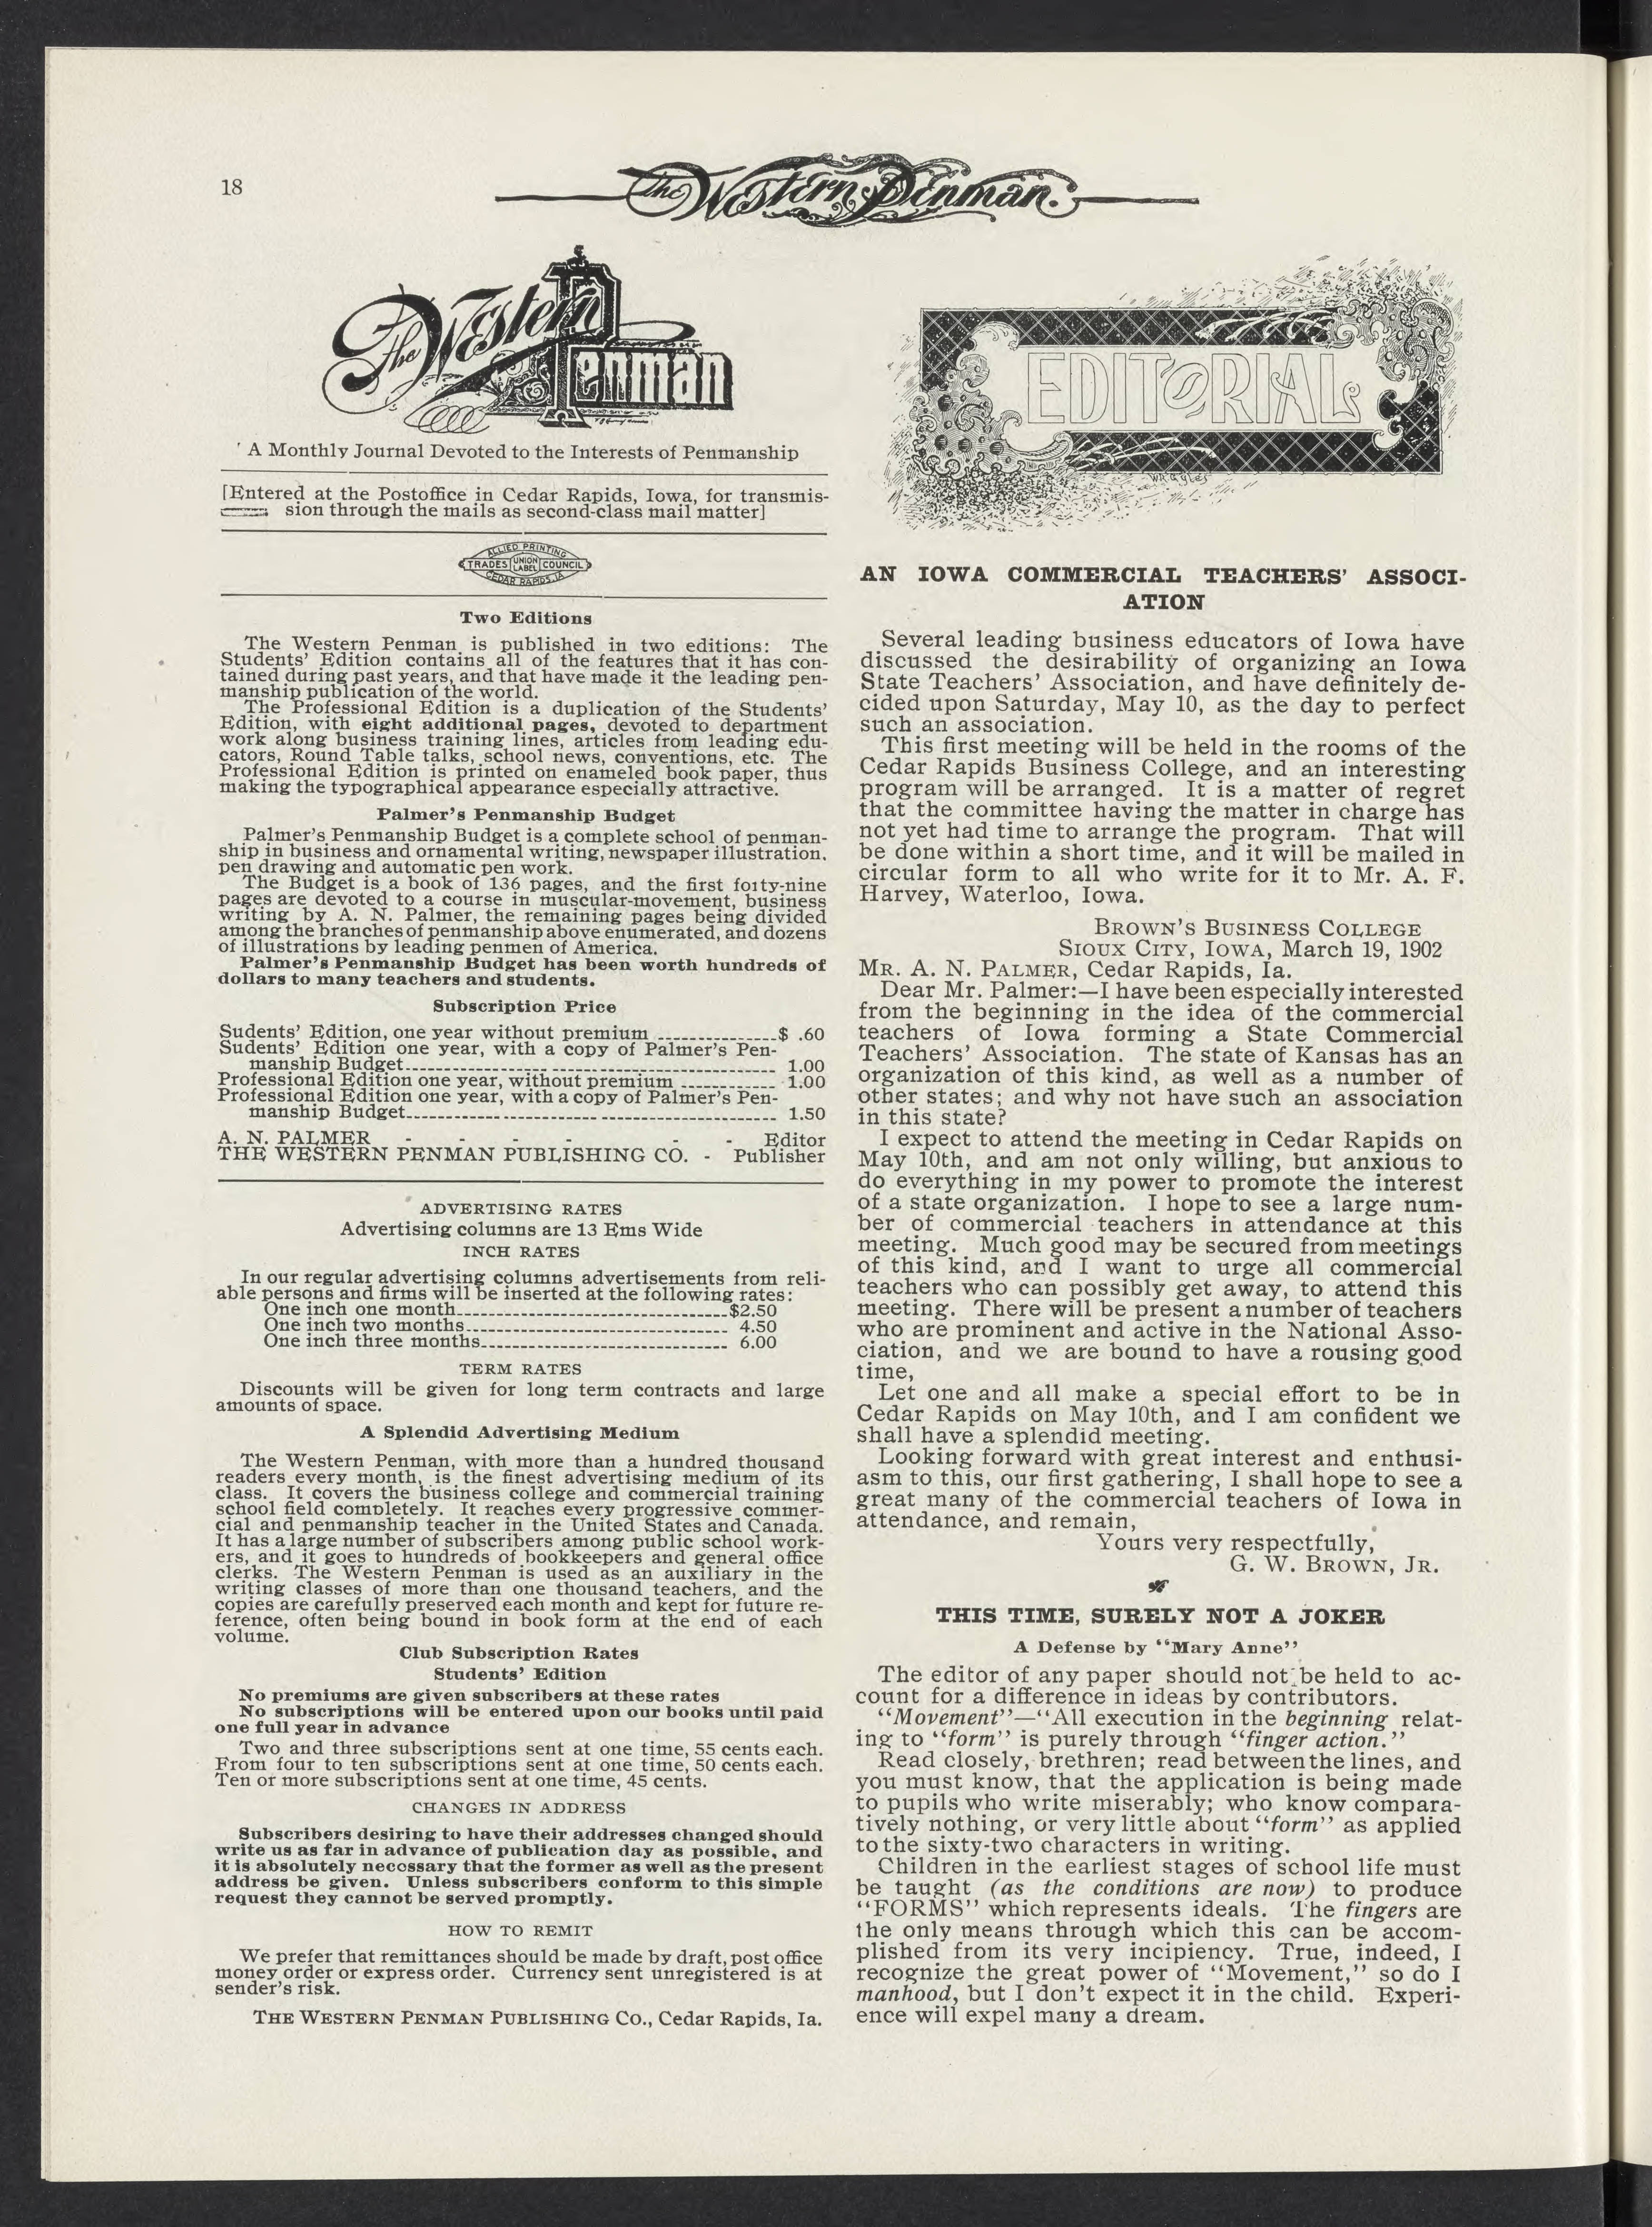 18
The Western Penman.
The Western Penman
A Monthly Journal Devoted to the Interests of Penmanship
[Entered at the Postoffice in Cedar Rapids, Iowa, for transmis-
sion through the mails as second-class mail matter]
ALLIED PRINTING
TRADES UNION LABEL COUNCIL
CEDAR RAPIDS, IA
Two Editions
The Western Penman is published in two editions: The
Students' Edition contains all of the features that it has con-
tained during past years, and that have made it the leading pen-
manship publication of the world.
The Professional Edition is a duplication of the Students'
Edition, with eight additional pages, devoted to department
work along business training lines, articles from leading edu-
cators, Round Table talks, school news, conventions, etc. The
Professional Edition is printed on enameled book paper, thus
making the typographical appearance especially attractive.
Palmer's Penmanship Budget
Palmer's Penmanship Budget is a complete school of penman-
ship in business and ornamental writing, newspaper illustration,
pen drawing and automatic pen work.
The Budget is a book of 136 pages, and the first forty-nine
pages are devoted to a course in muscular-movement, business
writing by A. N. Palmer, the remaining pages being divided
among the branches of penmanship above enumerated, and dozens
of illustrations by leading penmen of America.
Palmer's Penmanship Budget has been worth hundreds of
dollars to many teachers and students.
Subscription Price
Sudents' Edition, one year without premium ---------------$ .60
Sudents' Edition one year, with a copy of Palmer's Pen-
manship Budget--------------------------------------------- 1.00
Professional Edition one year, without premium ------------ 1.00
Professional Edition one year, with a copy of Palmer's Pen-
manship Budget--------------------------------------------- 1.50
A. N. PALMER - - - - - - Editor
THE WESTERN PENMAN PUBLISHING CO. - Publisher
ADVERTISING RATES
Advertising columns are 13 Ems Wide
INCH RATES
In our regular advertising columns advertisements from reli-
able persons and firms will be inserted at the following rates:
One inch one month---------------------------------$2.50
One inch two months-------------------------------- 4.50
One inch three months------------------------------ 6.00
TERM RATES
Discounts will be given for long term contracts and large
amounts of space.
A Splendid Advertising Medium
The Western Penman, with more than a hundred thousand
readers every month, is the finest advertising medium of its
class. It covers the business college and commercial training
school field completely. It reaches every progressive commer-
cial and penmanship teacher in the United States and Canada.
It has a large number of subscribers among public school work-
ers, and it goes to hundreds of bookkeepers and general office
clerks. The Western Penman is used as an auxiliary in the
writing classes of more than one thousand teachers, and the
copies are carefully preserved each month and kept for future re-
ference, often being bound in book form at the end of each
volume.
Club Subscription Rates
Students' Edition
No premiums are given subscribers at these rates
No subscriptions will be entered upon our books until paid
one full year in advance
Two and three subscriptions sent at one time, 55 cents each.
From four to ten subscriptions sent at one time, 50 cents each.
Ten or more subscriptions sent at one time, 45 cents.
CHANGES IN ADDRESS
Subscribers desiring to have their addresses changed should
write us as far in advance of publication day as possible, and
it is absolutely necessary that the former as well as the present
address be given. Unless subscribers conform to this simple
request they cannot be served promptly.
HOW TO REMIT
We prefer that remittances should be made by draft, post office
money order or express order. Currency sent unregistered is at
sender's risk.
THE WESTERN PENMAN PUBLISHING CO., Cedar Rapids, Ia.
EDITORIAL
AN IOWA COMMERCIAL TEACHERS' ASSOCI-
ATION
Several leading business educators of Iowa have
discussed the desirability of organizing an Iowa
State Teachers' Association, and have definitely de-
cided upon Saturday, May 10, as the day to perfect
such an association.
This first meeting will be held in the rooms of the
Cedar Rapids Business College, and an interesting
program will be arranged. It is a matter of regret
that the committee having the matter in charge has
not yet had time to arrange the program. That will
be done within a short time, and it will be mailed in
circular form to all who write for it to Mr. A. F.
Harvey, Waterloo, Iowa.
BROWN'S BUSINESS COLLEGE
SIOUX CITY, IOWA, March 19, 1902
MR. A. N. PALMER, Cedar Rapids, Ia.
Dear Mr. Palmer:—I have been especially interested
from the beginning in the idea of the commercial
teachers of Iowa forming a State Commercial
Teachers' Association. The state of Kansas has an
organization of this kind, as well as a number of
other states; and why not have such an association
in this state?
I expect to attend the meeting in Cedar Rapids on
May 10th, and am not only willing, but anxious to
do everything in my power to promote the interest
of a state organization. I hope to see a large num-
ber of commercial teachers in attendance at this
meeting. Much good may be secured from meetings
of this kind, and I want to urge all commercial
teachers who can possibly get away, to attend this
meeting. There will be present a number of teachers
who are prominent and active in the National Asso-
ciation, and we are bound to have a rousing good
time,
Let one and all make a special effort to be in
Cedar Rapids on May 10th, and I am confident we
shall have a splendid meeting.
Looking forward with great interest and enthusi-
asm to this, our first gathering, I shall hope to see a
great many of the commercial teachers of Iowa in
attendance, and remain,
Yours very respectfully,
G. W. BROWN, JR.
THIS TIME, SURELY NOT A JOKER
A Defense by "Mary Anne"
The editor of any paper should not be held to ac-
count for a difference in ideas by contributors.
"Movement"—"All execution in the beginning relat-
ing to "form" is purely through "finger action."
Read closely, brethren; read between the lines, and
you must know, that the application is being made
to pupils who write miserably; who know compara-
tively nothing, or very little about "form" as applied
to the sixty-two characters in writing.
Children in the earliest stages of school life must
be taught (as the conditions are now) to produce
"FORMS" which represents ideals. The fingers are
the only means through which this can be accom-
plished from its very incipiency. True, indeed, I
recognize the great power of "Movement," so do I
manhood, but I don't expect it in the child. Experi-
ence will expel many a dream.